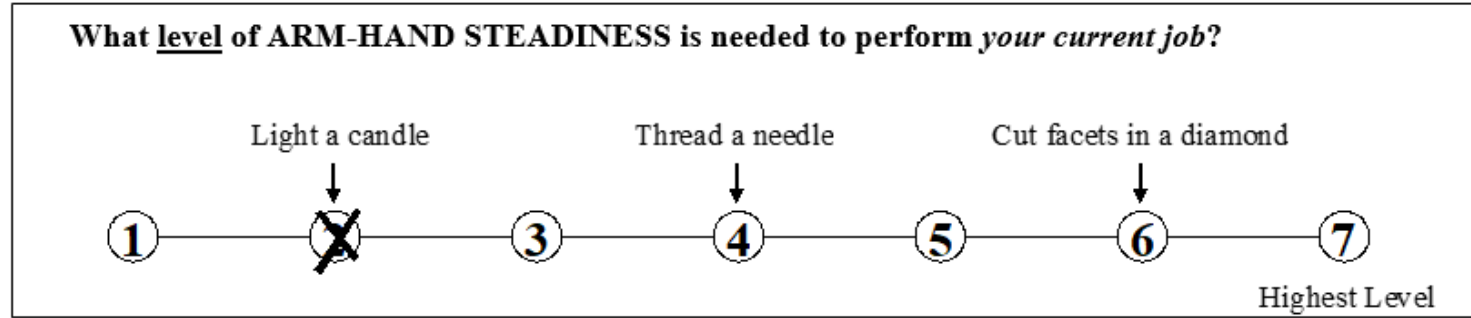 What level of ARM-HAND STEADINESS is needed to perform your current job?
Light a candle Thread a needle Cut facets in a diamond
1 2 3 4 5 6 7
Highest Level